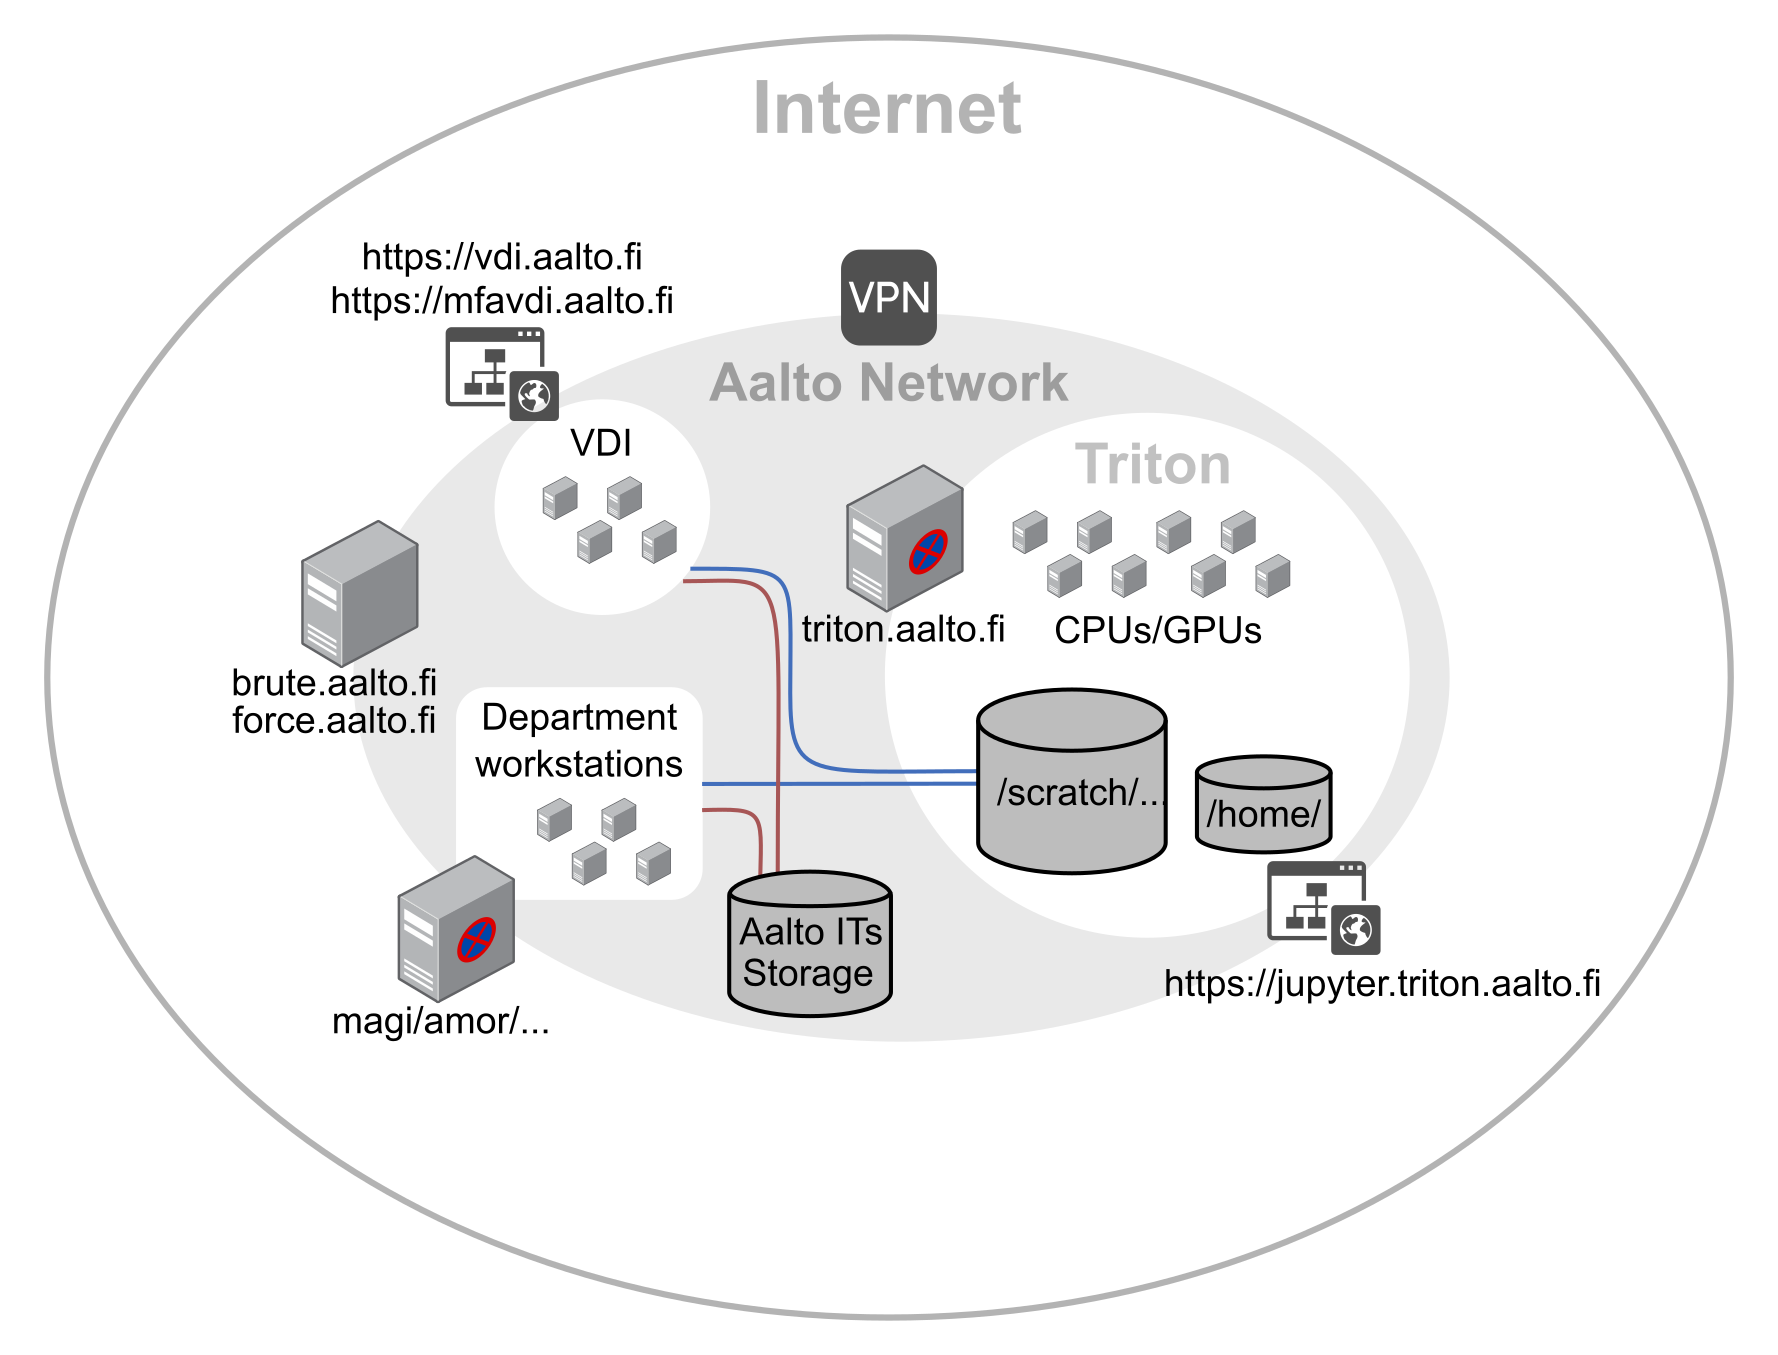 Internet
https://vdi.aalto.fi
https://mfavdi.aalto.fi
VPN
Aalto Network
VDI
Triton
triton.aalto.fi
CPUs/GPUs
brute.aalto.fi
force.aalto.fi
Department
workstations
/scratch/...
/home/
Aalto ITs
Storage
https://jupyter.triton.aalto.fi
magi/amor/...